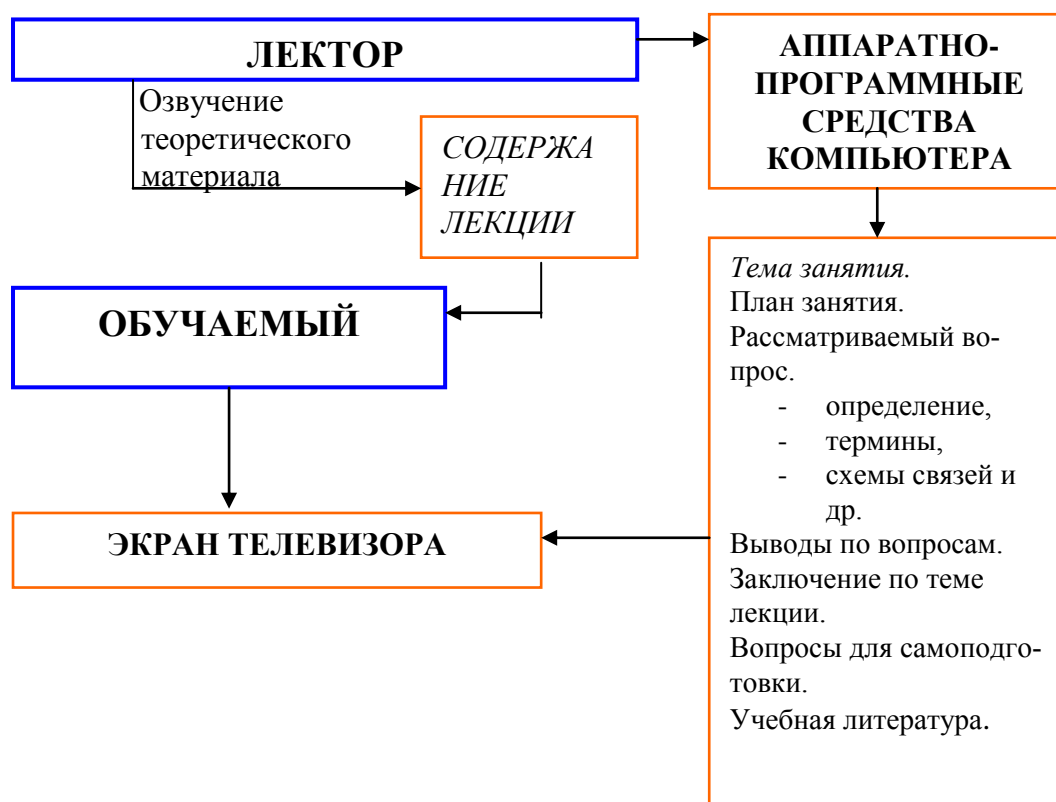 ЛЕКТОР
АППАРАТНО-
ПРОГРАММНЫЕ
СРЕДСТВА
КОМПЬЮТЕРА
Озвучение
теоретического
материала
СОДЕРЖА
НИЕ
ЛЕКЦИИ
ОБУЧАЕМЫЙ
ЭКРАН ТЕЛЕВИЗОРА
Тема занятия.
План занятия.
Рассматриваемый во-
прос.
- определение,
- термины,
- схемы связей и
др.
Выводы по вопросам.
Заключение по теме
лекции.
Вопросы для самоподго-
товки.
Учебная литература.